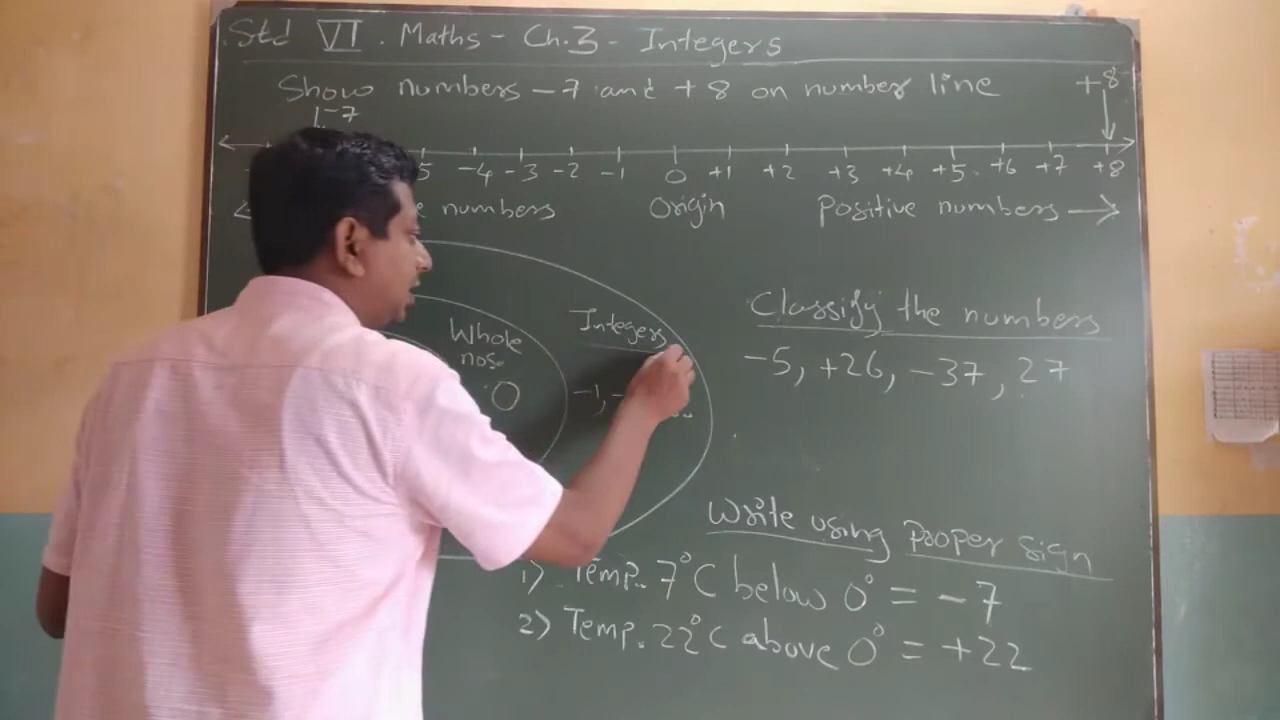 Std VI. Maths - Ch.3 - Integers
Show numbers -7 and +8 on number line
-7
+8
5 -4 -3 -2 -1 0 +1 +2 +3 +4 +5 +6 +7 +8
numbers
Origin
Positive numbers
Whole
nos.
0
Integers
-1,
Classify the numbers
-5, +26, -37, 27
Write using proper sign
1) Temp. 7°C below 0° = -7
2) Temp. 22°C above 0° = +22